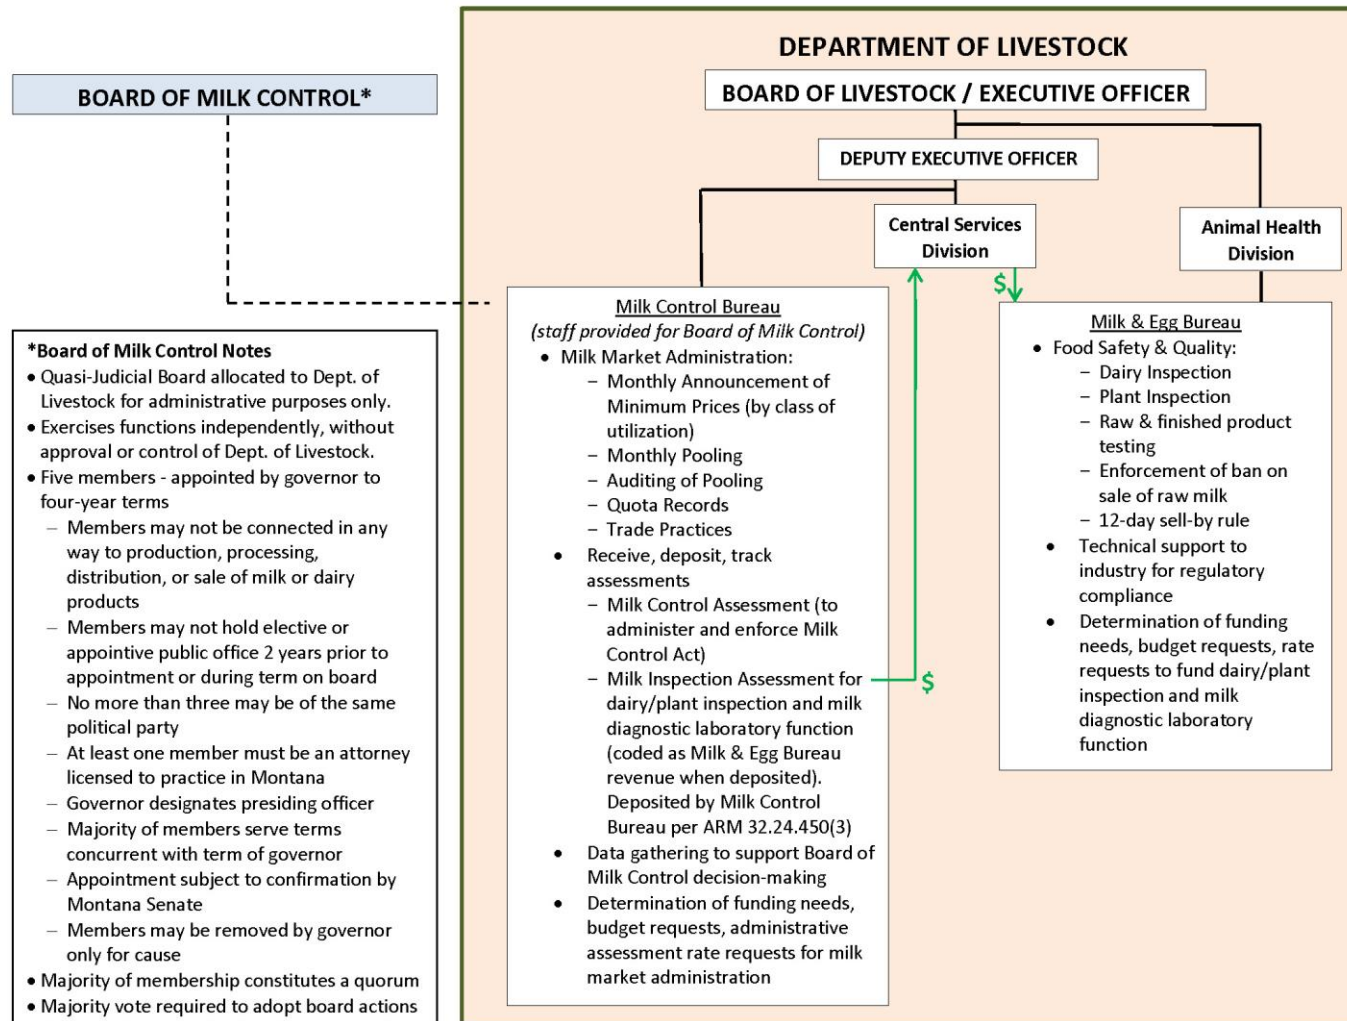 BOARD OF MILK CONTROL*
*Board of Milk Control Notes
• Quasi-Judicial Board allocated to Dept. of
Livestock for administrative purposes only.
• Exercises functions independently, without
approval or control of Dept. of Livestock.
• Five members - appointed by governor to
four-year terms
– Members may not be connected in any
way to production, processing,
distribution, or sale of milk or dairy
products
– Members may not hold elective or
appointive public office 2 years prior to
appointment or during term on board
– No more than three may be of the same
political party
– At least one member must be an attorney
licensed to practice in Montana
– Governor designates presiding officer
– Majority of members serve terms
concurrent with term of governor
– Appointment subject to confirmation by
Montana Senate
– Members may be removed by governor
only for cause
• Majority of membership constitutes a quorum
• Majority vote required to adopt board actions
DEPARTMENT OF LIVESTOCK
BOARD OF LIVESTOCK / EXECUTIVE OFFICER
DEPUTY EXECUTIVE OFFICER
Central Services
Division
Animal Health
Division
$
Milk Control Bureau
(staff provided for Board of Milk Control)
• Milk Market Administration:
– Monthly Announcement of
Minimum Prices (by class of
utilization)
– Monthly Pooling
– Auditing of Pooling
– Quota Records
– Trade Practices
• Receive, deposit, track
assessments
– Milk Control Assessment (to
administer and enforce Milk
Control Act)
– Milk Inspection Assessment for
dairy/plant inspection and milk
diagnostic laboratory function
(coded as Milk & Egg Bureau
revenue when deposited).
Deposited by Milk Control
Bureau per ARM 32.24.450(3)
• Data gathering to support Board of
Milk Control decision-making
• Determination of funding needs,
budget requests, administrative
assessment rate requests for milk
market administration
$
Milk & Egg Bureau
• Food Safety & Quality:
– Dairy Inspection
– Plant Inspection
– Raw & finished product
testing
– Enforcement of ban on
sale of raw milk
– 12-day sell-by rule
• Technical support to
industry for regulatory
compliance
• Determination of funding
needs, budget requests, rate
requests to fund dairy/plant
inspection and milk
diagnostic laboratory
function